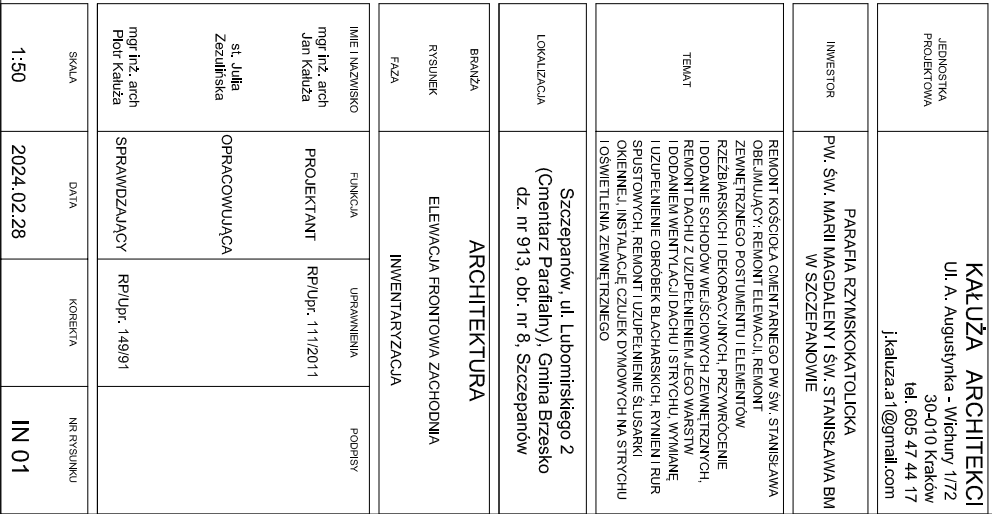 JEDNOSTKA
PROJEKTOWA
KAŁUŻA ARCHITEKCI
Ul. A. Augustynka - Wichury 1/72
30-010 Kraków
tel. 605 47 44 17
j.kaluza.a1@gmail.com
INWESTOR
PARAFIA RZYMSKOKATOLICKA
PW. ŚW. MARII MAGDALENY I ŚW. STANISŁAWA BM
W SZCZEPANOWIE
TEMAT
REMONT KOŚCIOŁA CMENTARNEGO PW ŚW. STANISŁAWA
OBEJMUJĄCY: REMONT ELEWACJI, REMONT
ZEWNĘTRZNEGO POSTUMENTU I ELEMENTÓW
RZEŹBIARSKICH I DEKORACYJNYCH, PRZYWRÓCENIE
I DODANIE SCHODÓW WEJŚCIOWYCH ZEWNĘTRZNYCH,
REMONT DACHU Z UZUPEŁNIENIEM JEGO WARSTW
I DODANIEM WENTYLACJI DACHU I STRYCHU, WYMIANĘ
I UZUPEŁNIENIE OBRÓBEK BLACHARSKICH, RYNIEN I RUR
SPUSTOWYCH, REMONT I UZUPEŁNIENIE ŚLUSARKI
OKIENNEJ, INSTALACJĘ CZUJEK DYMOWYCH NA STRYCHU
I OŚWIETLENIA ZEWNĘTRZNEGO
LOKALIZACJA
Szczepanów, ul. Lubomirskiego 2
(Cmentarz Parafialny), Gmina Brzesko
dz. nr 913, obr. nr 8, Szczepanów
BRANŻA ARCHITEKTURA
RYSUNEK ELEWACJA FRONTOWA ZACHODNIA
FAZA INWENTARYZACJA
IMIE I NAZWISKO FUNKCJA UPRAWNIENIA PODPISY
mgr inż. arch
Jan Kałuża PROJEKTANT RP/Upr. 111/2011
st. Julia
Zezulińska OPRACOWUJĄCA
mgr inż. arch
Piotr Kałuża SPRAWDZAJĄCY RP/Upr. 149/91
SKALA DATA KOREKTA NR RYSUNKU
1:50 2024.02.28 IN 01